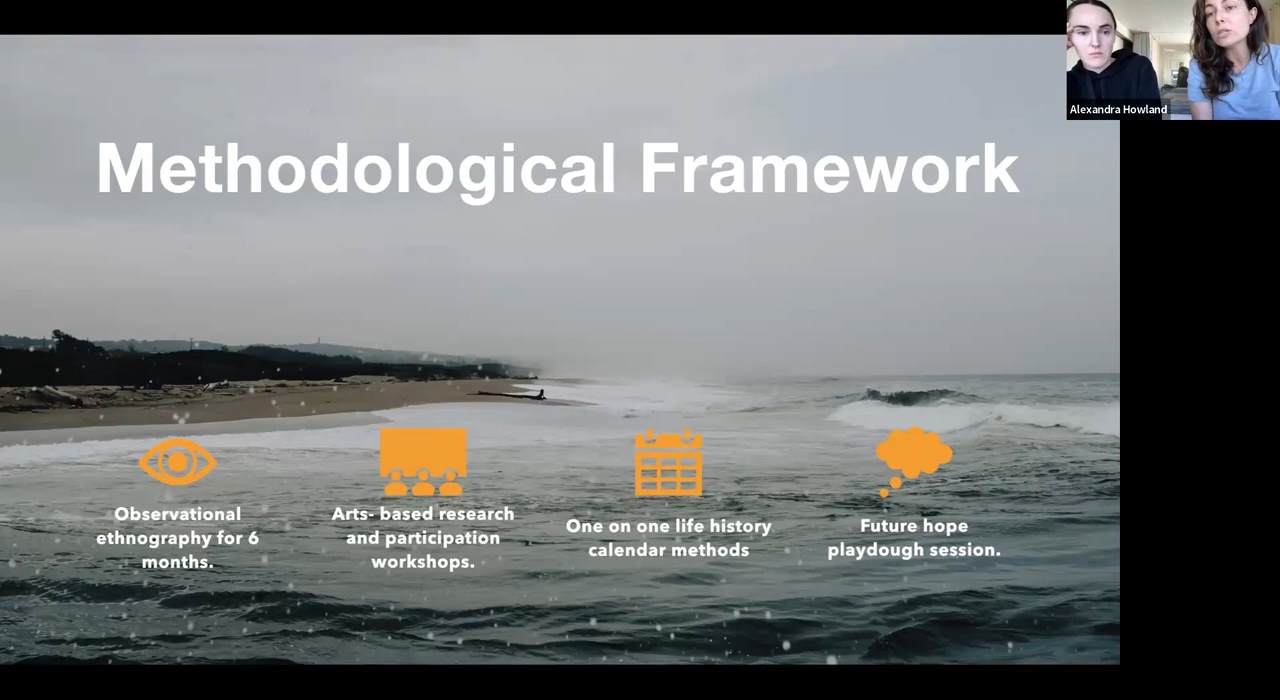 Methodological Framework
Alexandra Howland
Observational
ethnography for 6
months.
Arts- based research
and participation
workshops.
One on one life history
calendar methods
Future hope
playdough session.